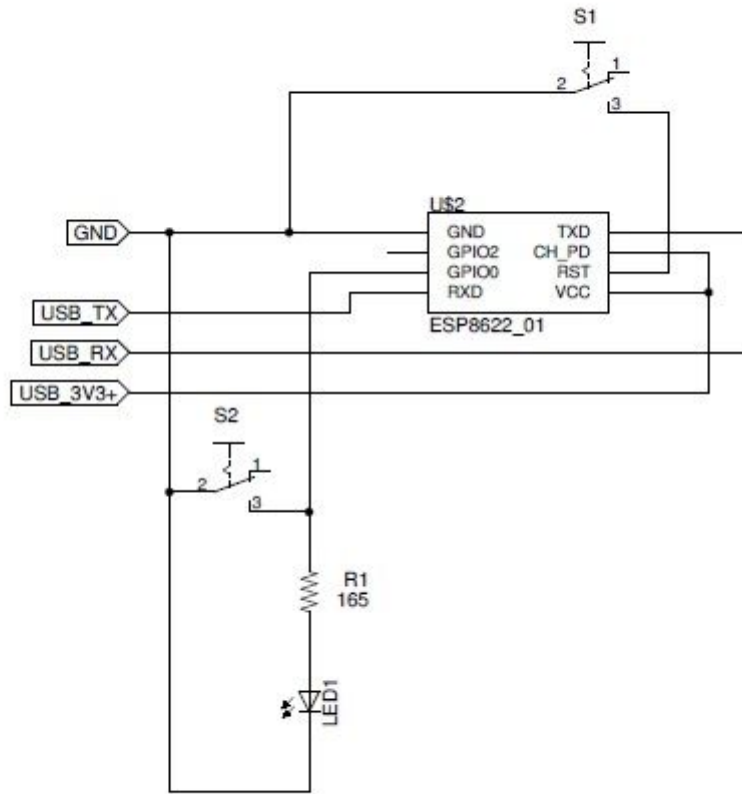 S1
1
2
3
U$2
GND
GND TXD
GPIO2 CH_PD
GPIO0 RST
RXD VCC
USB_TX
ESP8622_01
USB_RX
USB_3V3+
S2
1
2
3
R1
165
LED1